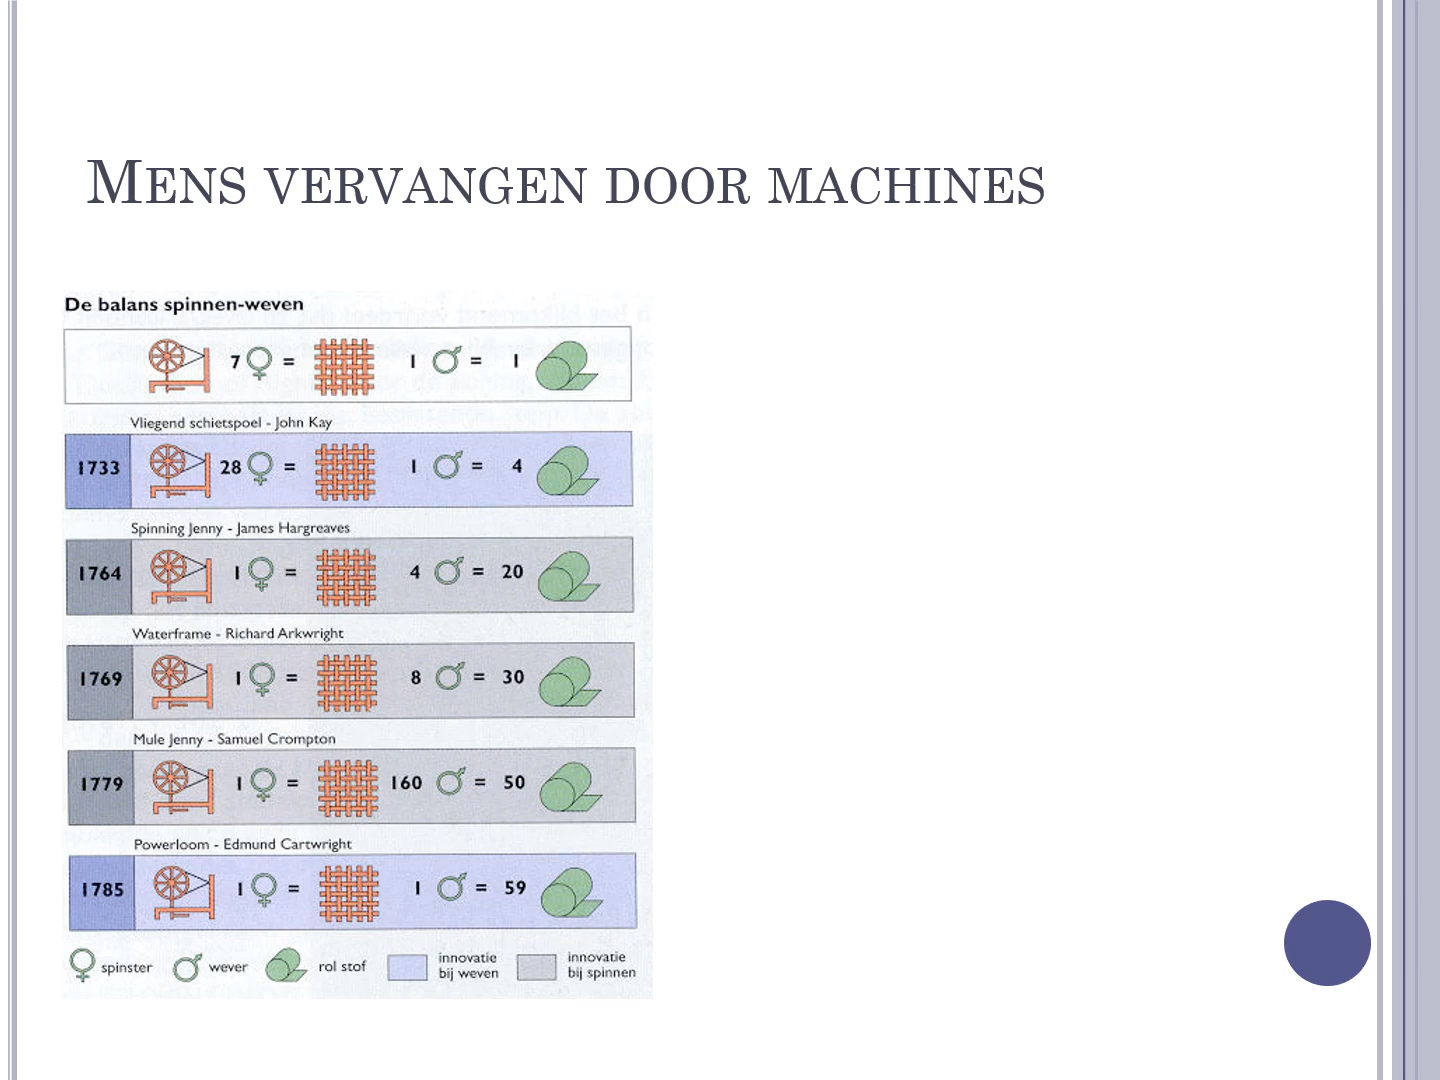 Mens vervangen door machines
De balans spinnen-weven
7 = 1 = 1
Vliegend schietspoel - John Kay
1733 28 = 1 = 4
Spinning Jenny - James Hargreaves
1764 1 = 4 = 20
Waterframe - Richard Arkwright
1769 1 = 8 = 30
Mule Jenny - Samuel Crompton
1779 1 = 160 = 50
Powerloom - Edmund Cartwright
1785 1 = 1 = 59
spinster wever rol stof innovatie bij weven innovatie bij spinnen